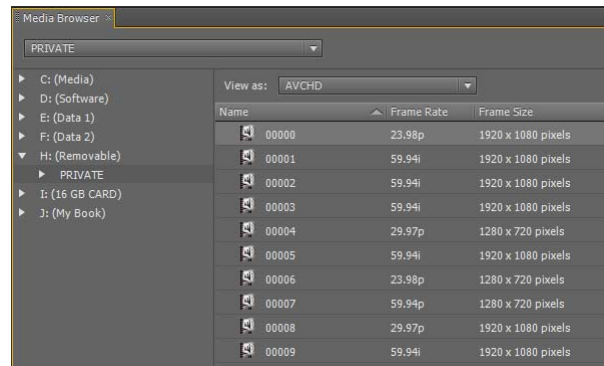 Media Browser ×
PRIVATE
C: (Media)
D: (Software)
E: (Data 1)
F: (Data 2)
H: (Removable)
PRIVATE
I: (16 GB CARD)
J: (My Book)
View as: AVCHD
Name Frame Rate Frame Size
00000 23.98p 1920 x 1080 pixels
00001 59.94i 1920 x 1080 pixels
00002 59.94i 1920 x 1080 pixels
00003 59.94i 1920 x 1080 pixels
00004 29.97p 1280 x 720 pixels
00005 59.94i 1920 x 1080 pixels
00006 23.98p 1280 x 720 pixels
00007 59.94p 1280 x 720 pixels
00008 29.97p 1920 x 1080 pixels
00009 59.94i 1920 x 1080 pixels